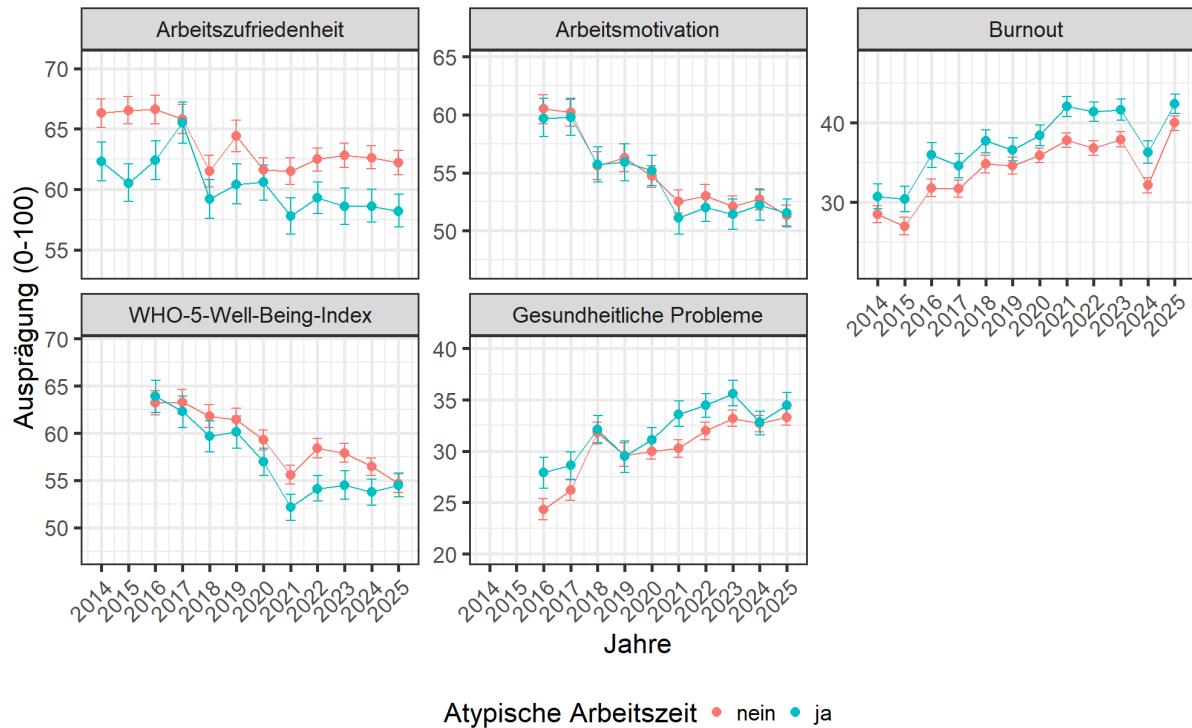 Arbeitszufriedenheit
Arbeitsmotivation
Burnout
70
65
60
55
65
60
55
50
40
30
2014 2015 2016 2017 2018 2019 2020 2021 2022 2023 2024 2025
WHO-5-Well-Being-Index
Gesundheitliche Probleme
70
65
60
55
50
40
35
30
25
20
2014 2015 2016 2017 2018 2019 2020 2021 2022 2023 2024 2025
2014 2015 2016 2017 2018 2019 2020 2021 2022 2023 2024 2025
Ausprägung (0-100)
Jahre
Atypische Arbeitszeit nein ja